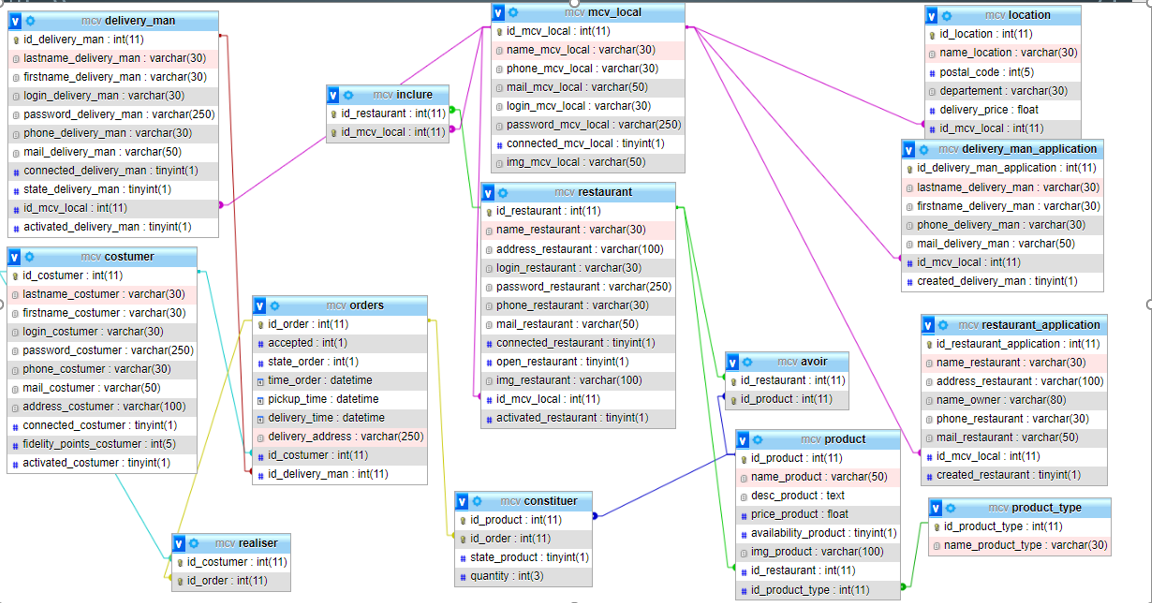 mcv delivery_man
id_delivery_man : int(11)
lastname_delivery_man : varchar(30)
firstname_delivery_man : varchar(30)
login_delivery_man : varchar(30)
password_delivery_man : varchar(250)
phone_delivery_man : varchar(30)
mail_delivery_man : varchar(50)
connected_delivery_man : tinyint(1)
state_delivery_man : tinyint(1)
id_mcv_local : int(11)
activated_delivery_man : tinyint(1)
mcv costumer
id_costumer : int(11)
lastname_costumer : varchar(30)
firstname_costumer : varchar(30)
login_costumer : varchar(30)
password_costumer : varchar(250)
phone_costumer : varchar(30)
mail_costumer : varchar(50)
address_costumer : varchar(100)
connected_costumer : tinyint(1)
fidelity_points_costumer : int(5)
activated_costumer : tinyint(1)
mcv realiser
id_costumer : int(11)
id_order : int(11)
mcv orders
id_order : int(11)
accepted : int(1)
state_order : int(1)
time_order : datetime
pickup_time : datetime
delivery_time : datetime
delivery_address : varchar(250)
id_costumer : int(11)
id_delivery_man : int(11)
mcv inclure
id_restaurant : int(11)
id_mcv_local : int(11)
mcv mcv_local
id_mcv_local : int(11)
name_mcv_local : varchar(30)
phone_mcv_local : varchar(30)
mail_mcv_local : varchar(50)
login_mcv_local : varchar(30)
password_mcv_local : varchar(250)
connected_mcv_local : tinyint(1)
img_mcv_local : varchar(50)
mcv restaurant
id_restaurant : int(11)
name_restaurant : varchar(30)
address_restaurant : varchar(100)
login_restaurant : varchar(30)
password_restaurant : varchar(250)
phone_restaurant : varchar(30)
mail_restaurant : varchar(50)
connected_restaurant : tinyint(1)
open_restaurant : tinyint(1)
img_restaurant : varchar(100)
id_mcv_local : int(11)
activated_restaurant : tinyint(1)
mcv constituer
id_product : int(11)
id_order : int(11)
state_product : tinyint(1)
quantity : int(3)
mcv avoir
id_restaurant : int(11)
id_product : int(11)
mcv product
id_product : int(11)
name_product : varchar(50)
desc_product : text
price_product : float
availability_product : tinyint(1)
img_product : varchar(100)
id_restaurant : int(11)
id_product_type : int(11)
mcv location
id_location : int(11)
name_location : varchar(30)
postal_code : int(5)
departement : varchar(30)
delivery_price : float
id_mcv_local : int(11)
mcv delivery_man_application
id_delivery_man_application : int(11)
lastname_delivery_man : varchar(30)
firstname_delivery_man : varchar(30)
phone_delivery_man : varchar(30)
mail_delivery_man : varchar(50)
id_mcv_local : int(11)
created_delivery_man : tinyint(1)
mcv restaurant_application
id_restaurant_application : int(11)
name_restaurant : varchar(30)
address_restaurant : varchar(100)
name_owner : varchar(80)
phone_restaurant : varchar(30)
mail_restaurant : varchar(50)
id_mcv_local : int(11)
created_restaurant : tinyint(1)
mcv product_type
id_product_type : int(11)
name_product_type : varchar(30)